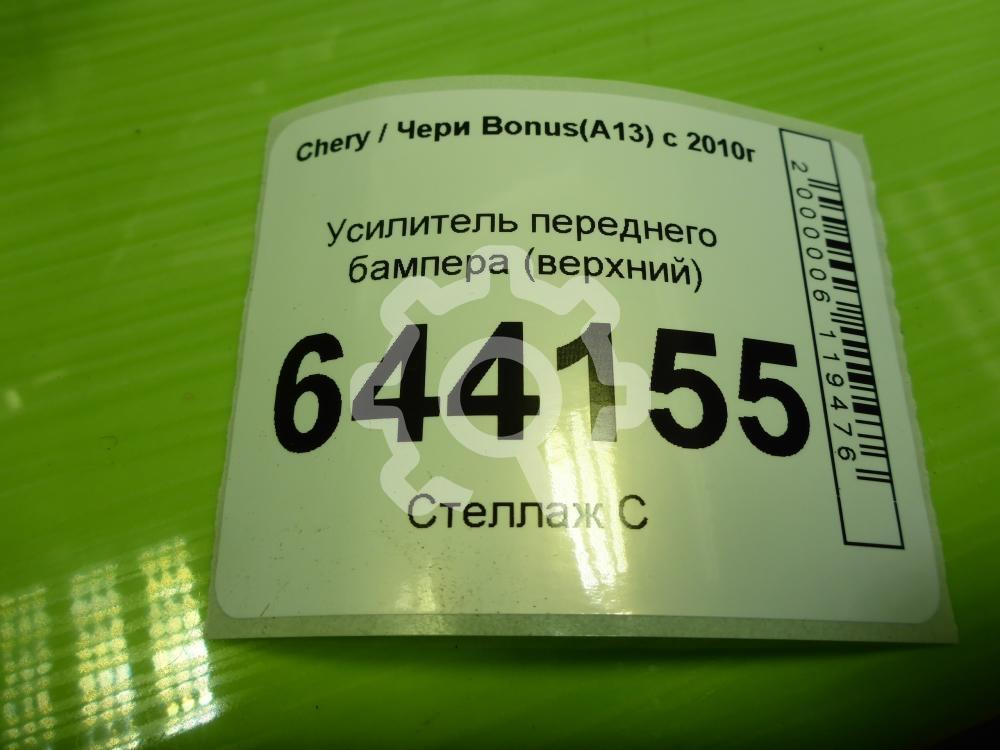 Chery / Чери Bonus(A13) с 2010г
Усилитель переднего
бампера (верхний)
644155
Стеллаж С
2000006119476